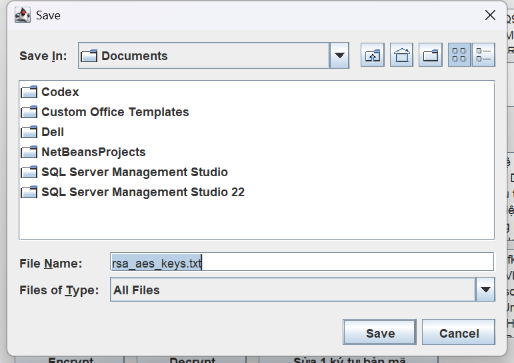 Save
Save In: Documents
Codex
Custom Office Templates
Dell
NetBeansProjects
SQL Server Management Studio
SQL Server Management Studio 22
File Name: rsa_aes_keys.txt
Files of Type: All Files
Save Cancel
Encrypt Decrypt Sửa 1 ký tự bản mã